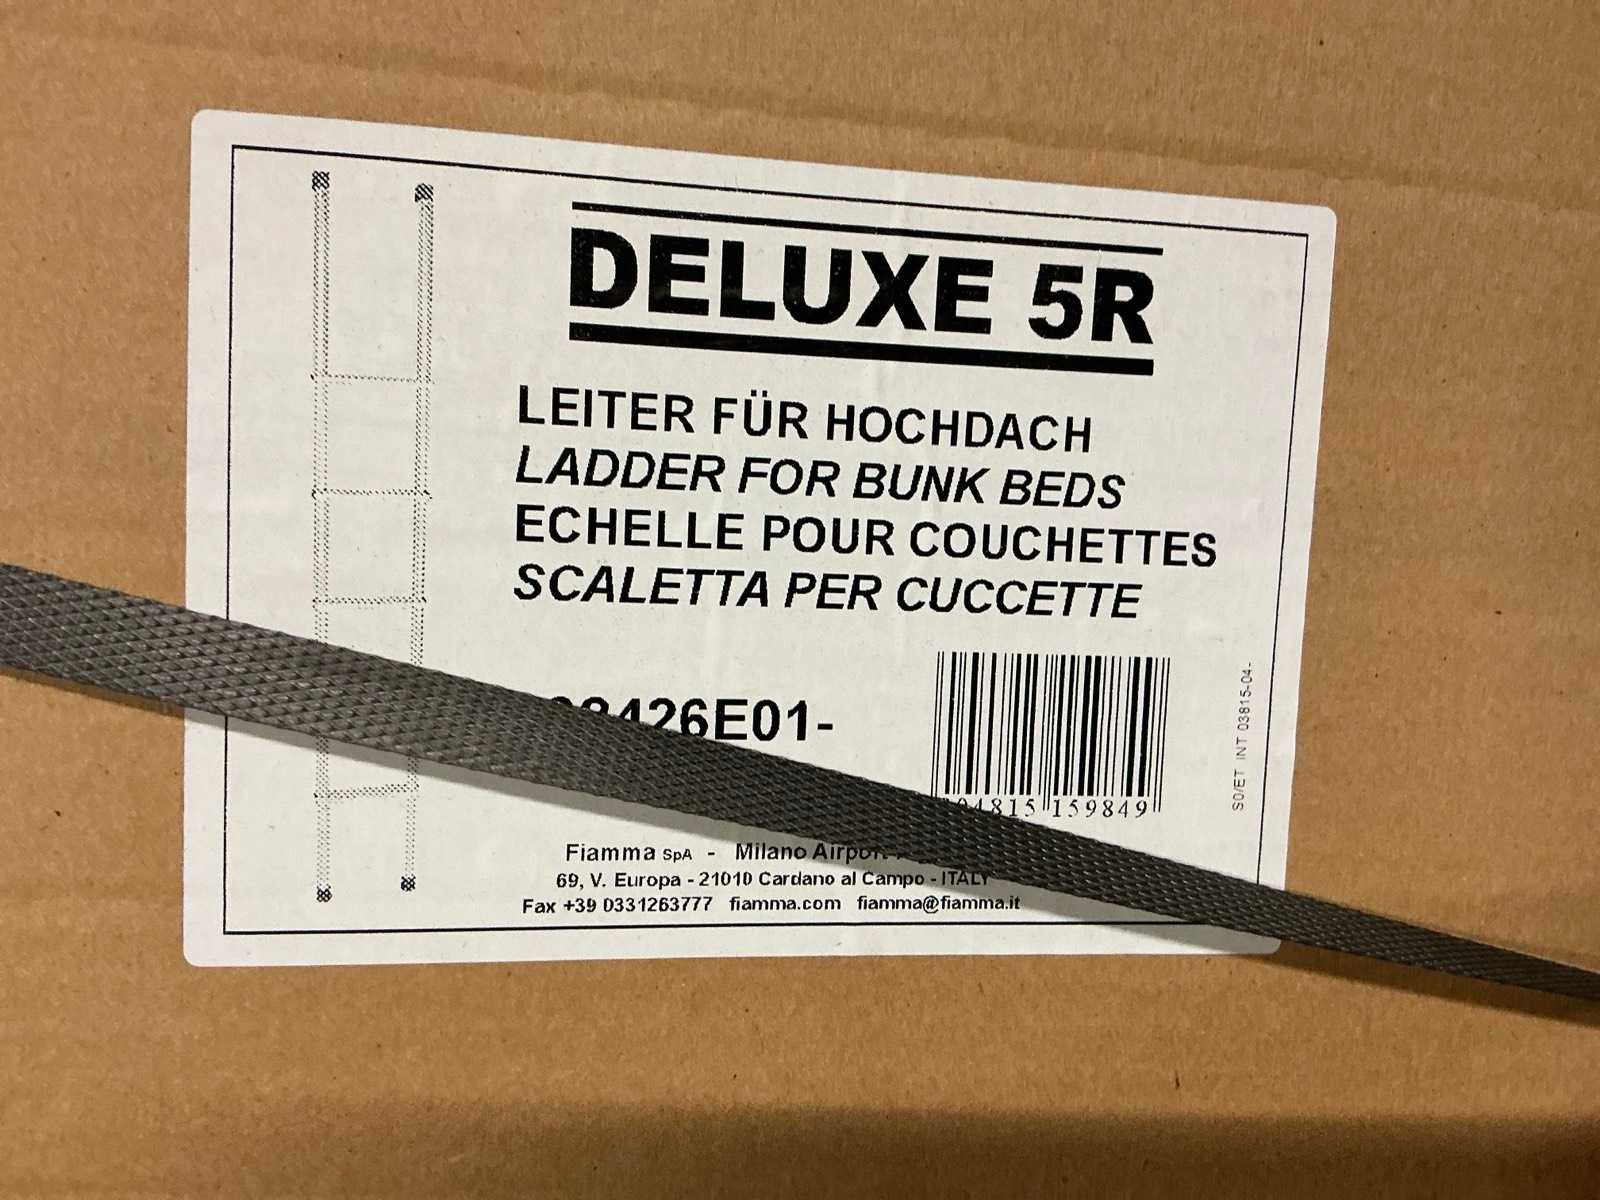 DELUXE 5R
LEITER FÜR HOCHDACH
LADDER FOR BUNK BEDS
ECHELLE POUR COUCHETTES
SCALETTA PER CUCCETTE
159849
SO/ET INT 03815-04-
Fiamma SpA - Milano
69, V. Europa - 21010 Cardano al Campo - ITALY
Fax +39 0331263777 fiamma.com fiamma@fiamma.it